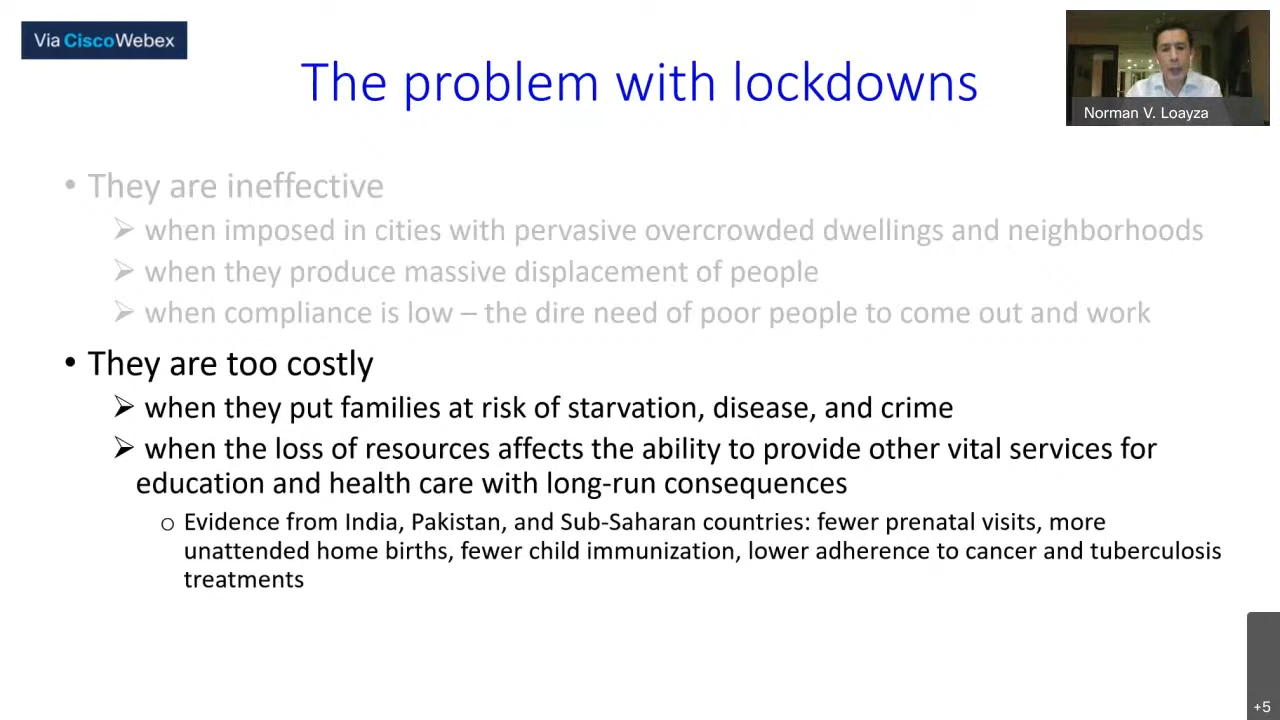 Via CiscoWebex
The problem with lockdowns
Norman V. Loayza
• They are ineffective
➢ when imposed in cities with pervasive overcrowded dwellings and neighborhoods
➢ when they produce massive displacement of people
➢ when compliance is low – the dire need of poor people to come out and work
• They are too costly
➢ when they put families at risk of starvation, disease, and crime
➢ when the loss of resources affects the ability to provide other vital services for
education and health care with long-run consequences
o Evidence from India, Pakistan, and Sub-Saharan countries: fewer prenatal visits, more
unattended home births, fewer child immunization, lower adherence to cancer and tuberculosis
treatments
+5